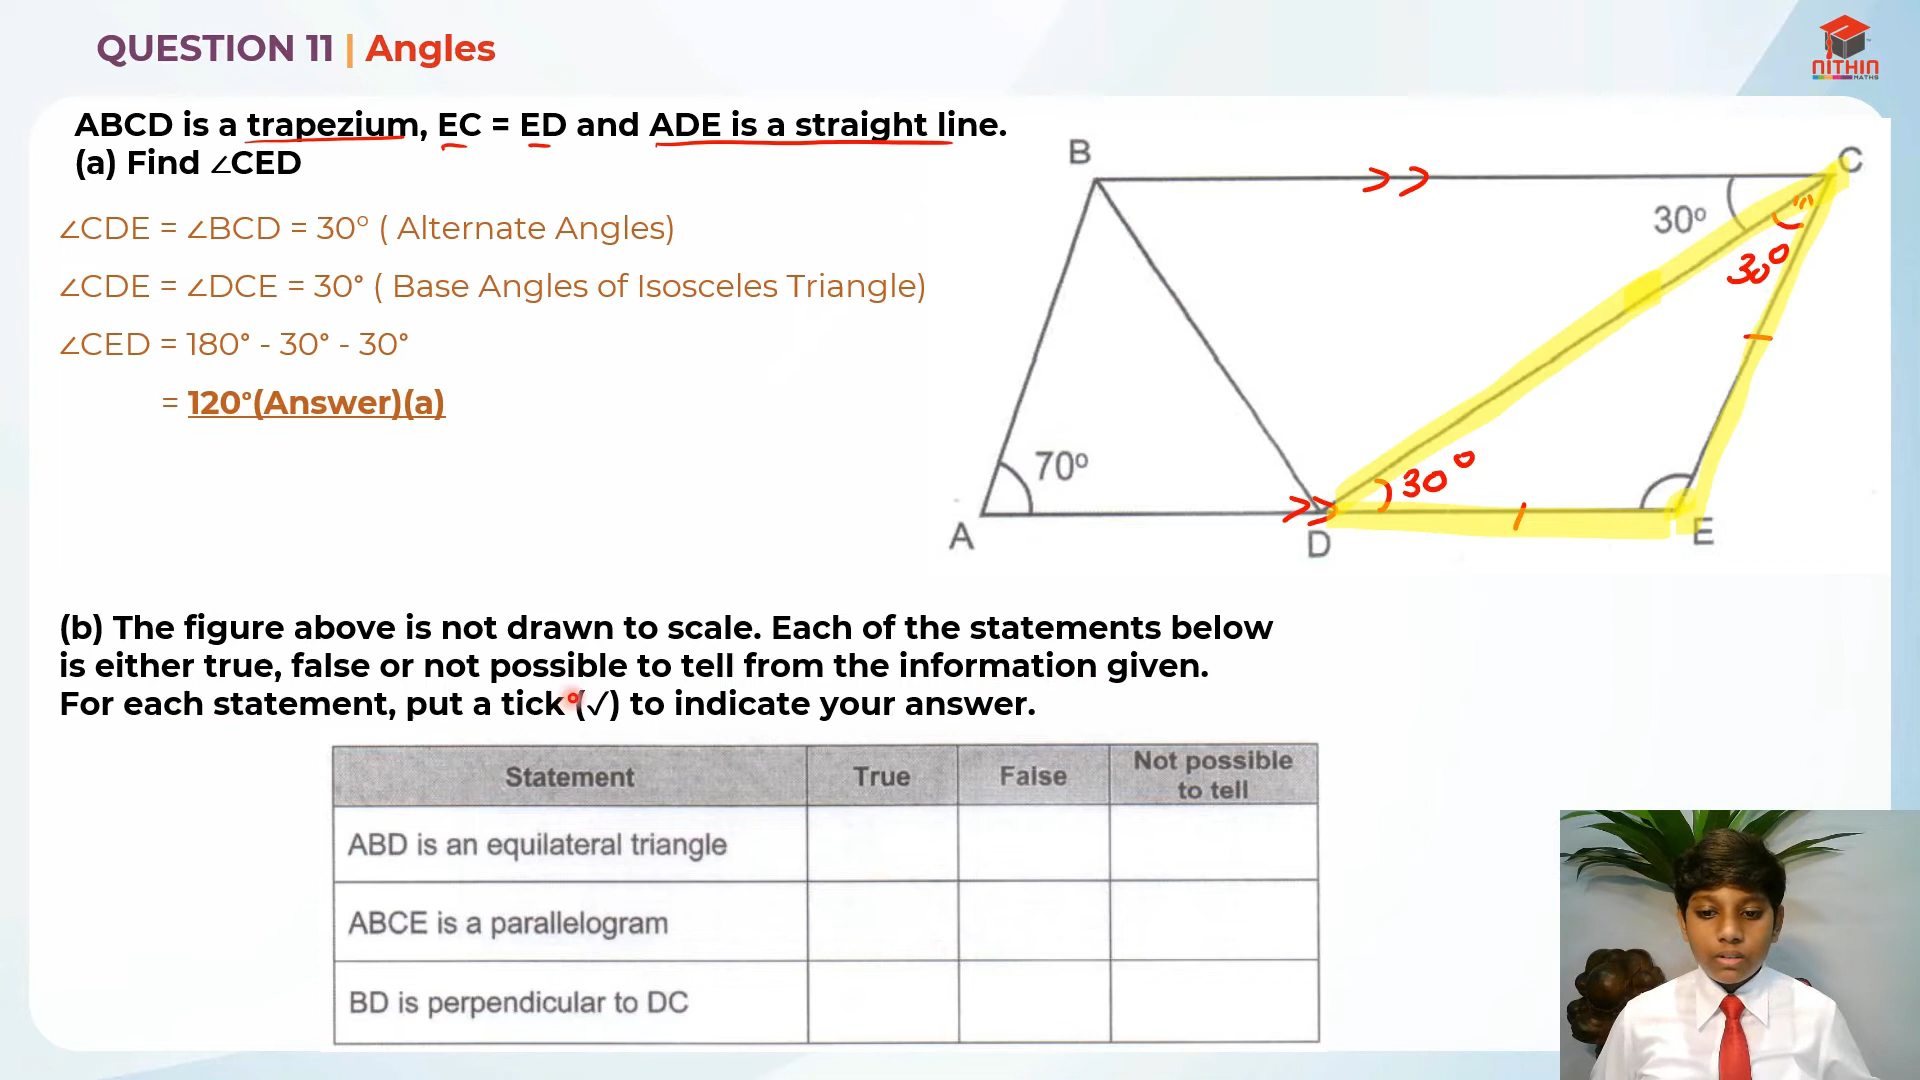 QUESTION 11 | Angles
NITHIN
MATHS
ABCD is a trapezium, EC = ED and ADE is a straight line.
(a) Find ∠CED
∠CDE = ∠BCD = 30° ( Alternate Angles)
∠CDE = ∠DCE = 30° ( Base Angles of Isosceles Triangle)
∠CED = 180° - 30° - 30°
= 120°(Answer)(a)
B
C
30°
30°
70°
30°
A
D
E
(b) The figure above is not drawn to scale. Each of the statements below
is either true, false or not possible to tell from the information given.
For each statement, put a tick (✓) to indicate your answer.
Statement True False Not possible to tell
ABD is an equilateral triangle
ABCE is a parallelogram
BD is perpendicular to DC